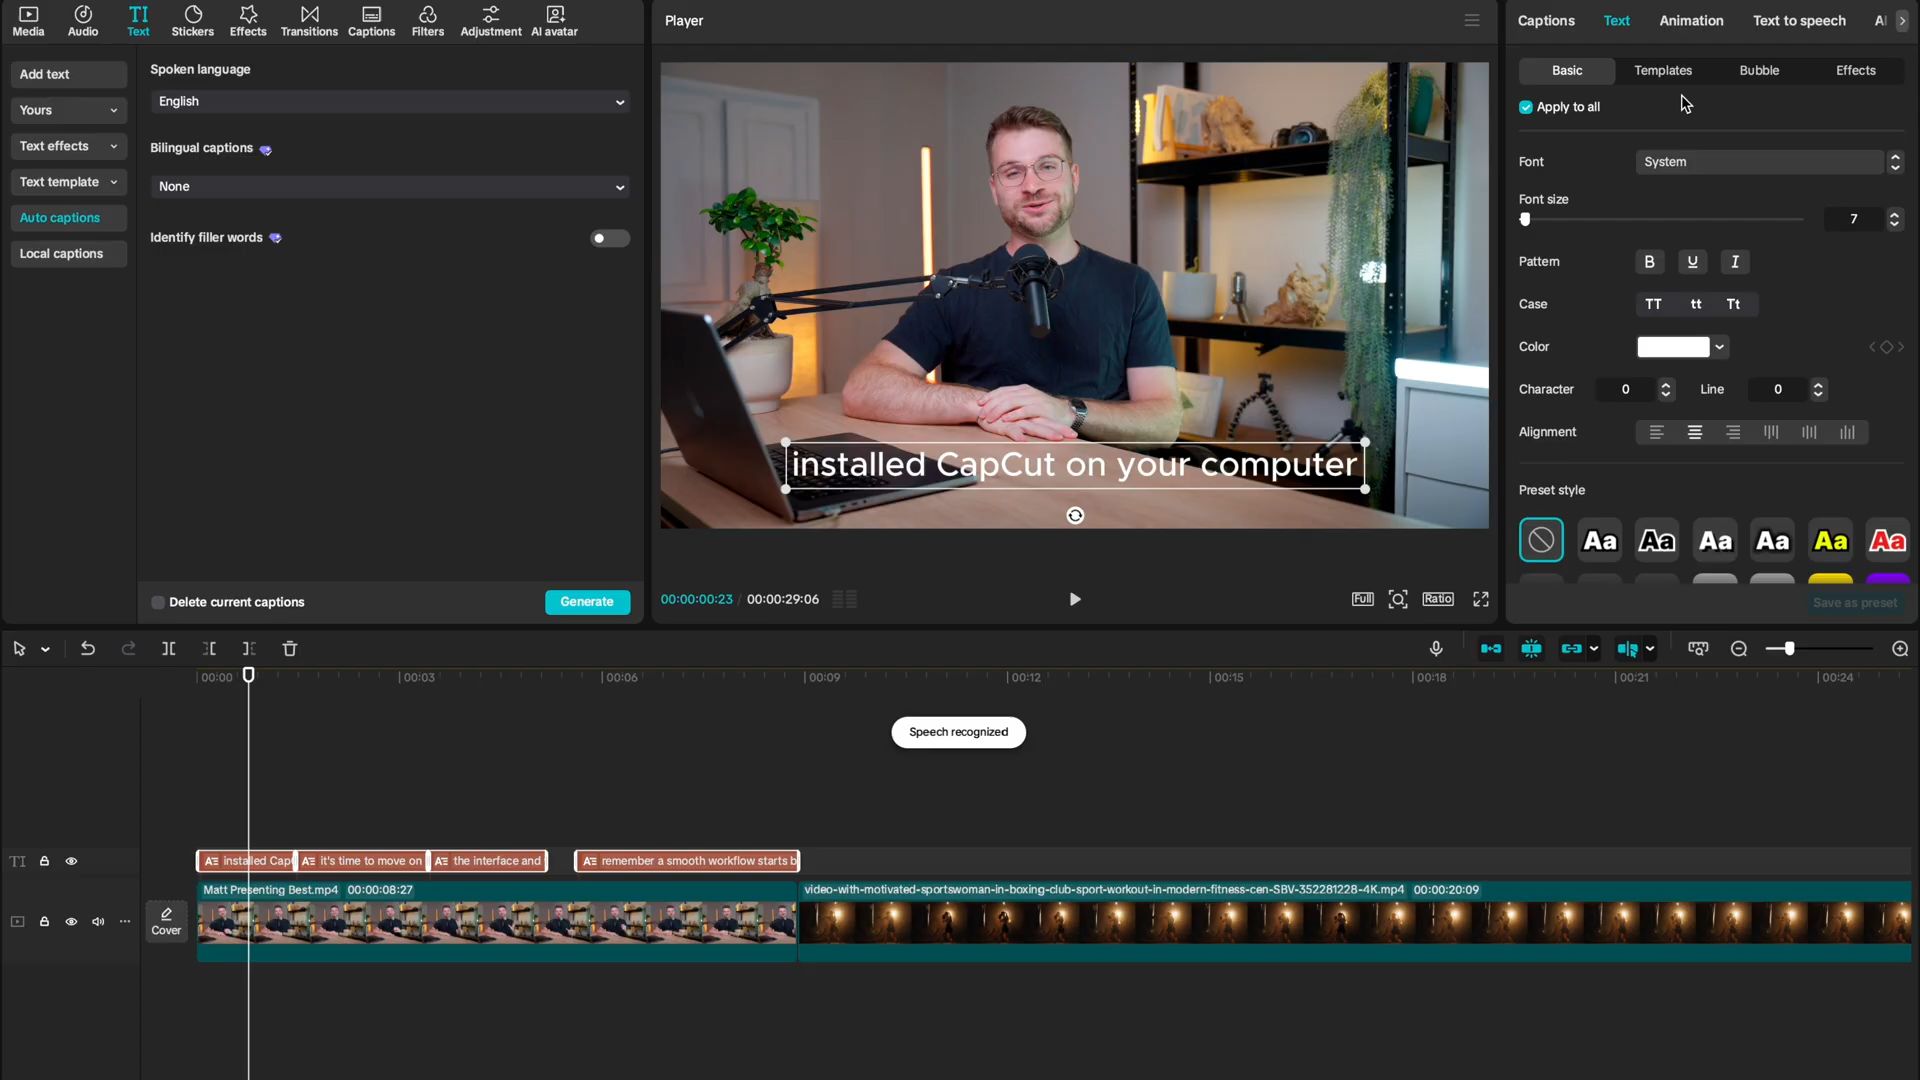 Media
Audio
TI
Text
Stickers
Effects
Transitions
Captions
Filters
Adjustment
AI avatar
Add text
Yours
Text effects
Text template
Auto captions
Local captions
Spoken language
English
Bilingual captions
None
Identify filler words
Delete current captions
Generate
Player
installed CapCut on your computer
00:00:00:23 / 00:00:29:06
Full
Ratio
Captions Text Animation Text to speech
Basic Templates Bubble Effects
Apply to all
Font System
Font size
7
Pattern B U I
Case TT tt Tt
Color
Character 0 Line 0
Alignment
Preset style
Aa Aa Aa Aa Aa Aa
Save as preset
00:00 00:03 00:06 00:09 00:12 00:15 00:18 00:21 00:24
Speech recognized
TI
A installed Cap A it's time to move on A the interface and A remember a smooth workflow starts b
Matt Presenting Best.mp4 00:00:08:27
video-with-motivated-sportswoman-in-boxing-club-sport-workout-in-modern-fitness-cen-SBV-352281228-4K.mp4 00:00:20:09
Cover